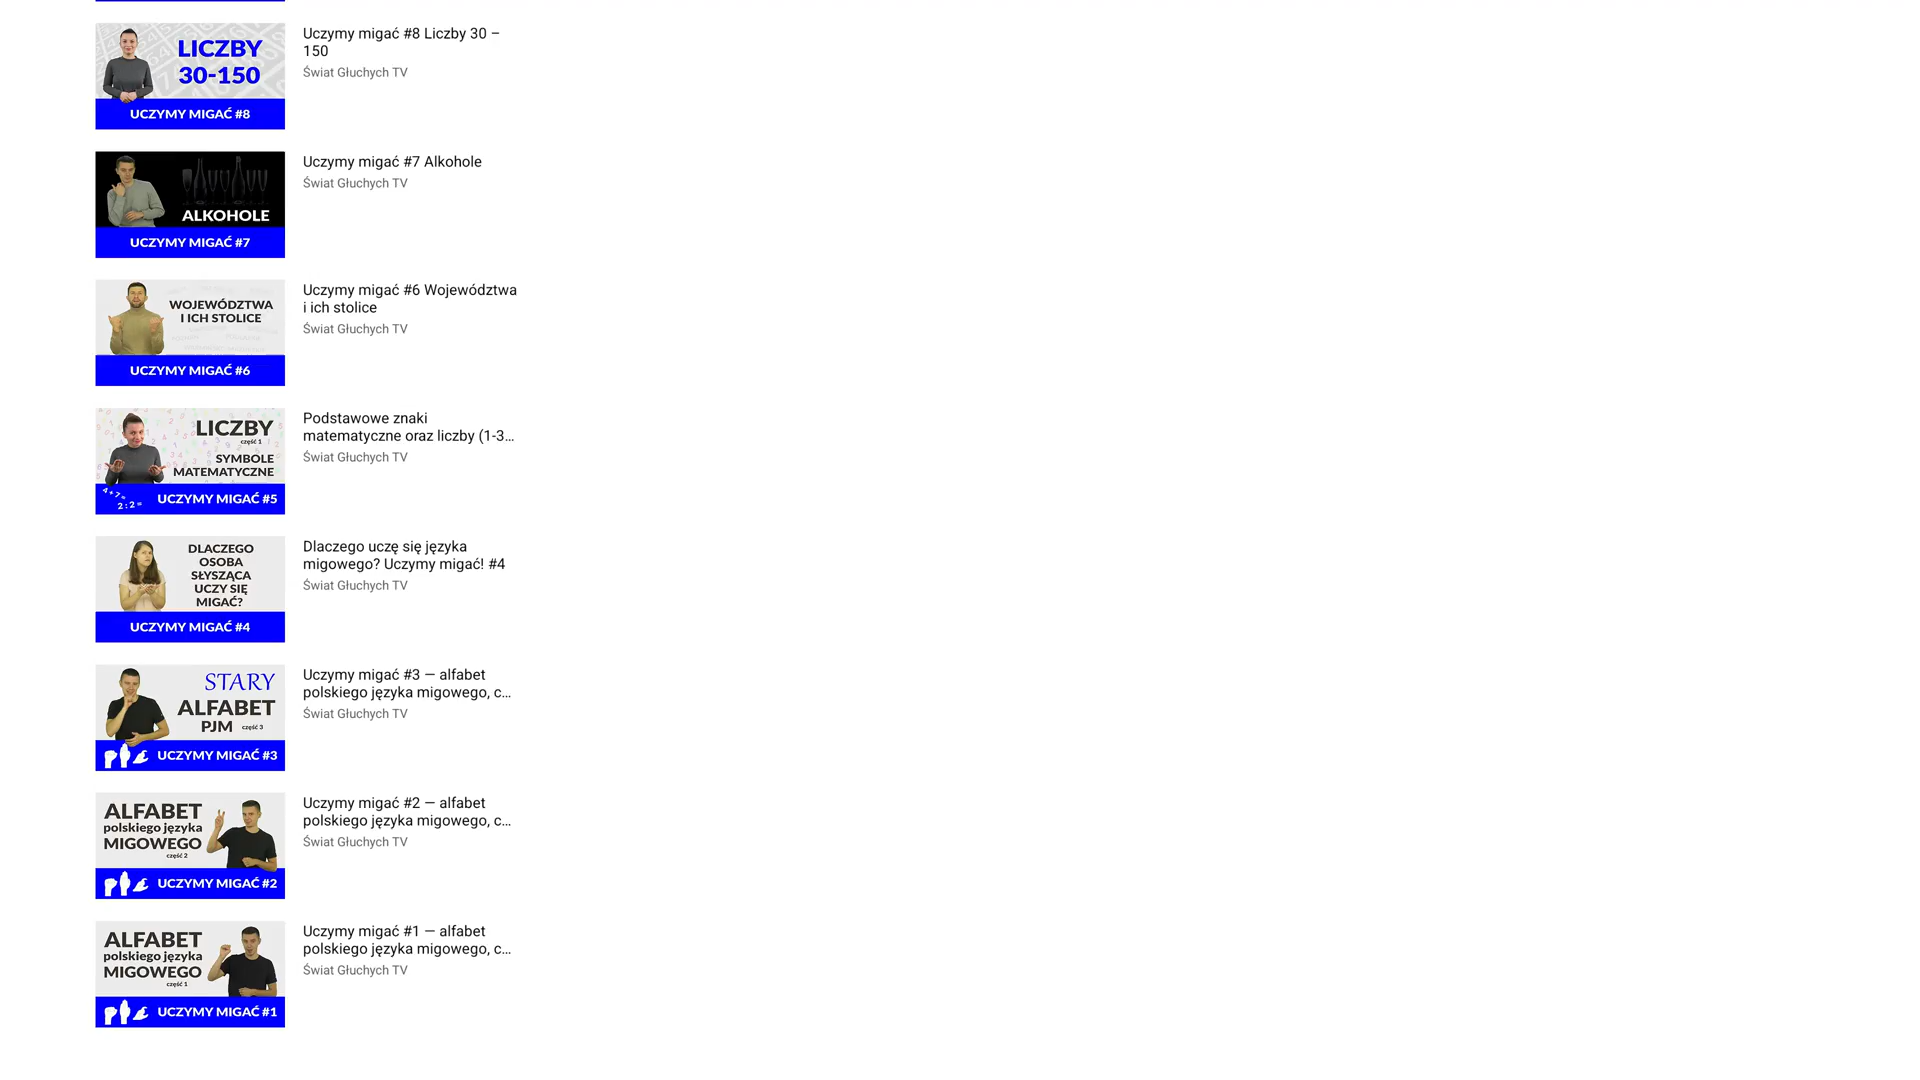 LICZBY
30-150
UCZYMY MIGAĆ #8
Uczymy migać #8 Liczby 30 –
150
Świat Głuchych TV
ALKOHOLE
UCZYMY MIGAĆ #7
Uczymy migać #7 Alkohole
Świat Głuchych TV
WOJEWÓDZTWA
I ICH STOLICE
UCZYMY MIGAĆ #6
Uczymy migać #6 Województwa
i ich stolice
Świat Głuchych TV
LICZBY
część 1
SYMBOLE
MATEMATYCZNE
4 + 7 =
2 : 2 =
UCZYMY MIGAĆ #5
Podstawowe znaki
matematyczne oraz liczby (1-3...
Świat Głuchych TV
DLACZEGO
OSOBA
SŁYSZĄCA
UCZY SIĘ
MIGAĆ?
UCZYMY MIGAĆ #4
Dlaczego uczę się języka
migowego? Uczymy migać! #4
Świat Głuchych TV
STARY
ALFABET
PJM część 3
UCZYMY MIGAĆ #3
Uczymy migać #3 — alfabet
polskiego języka migowego, c...
Świat Głuchych TV
ALFABET
polskiego języka
MIGOWEGO
część 2
UCZYMY MIGAĆ #2
Uczymy migać #2 — alfabet
polskiego języka migowego, c...
Świat Głuchych TV
ALFABET
polskiego języka
MIGOWEGO
część 1
UCZYMY MIGAĆ #1
Uczymy migać #1 — alfabet
polskiego języka migowego, c...
Świat Głuchych TV